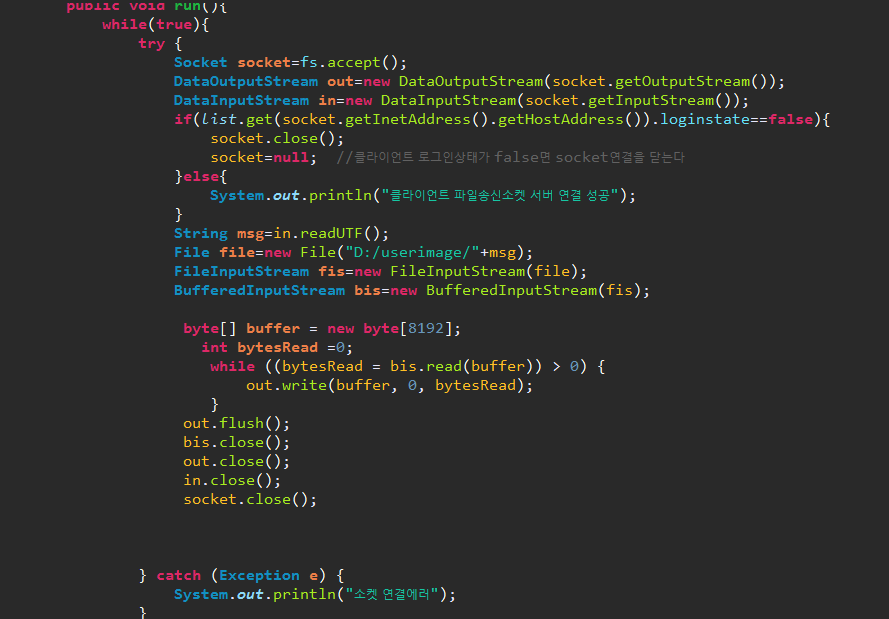 public void run(){
while(true){
try {
Socket socket=fs.accept();
DataOutputStream out=new DataOutputStream(socket.getOutputStream());
DataInputStream in=new DataInputStream(socket.getInputStream());
if(list.get(socket.getInetAddress().getHostAddress()).loginstate==false){
socket.close();
socket=null;  //클라이언트 로그인상태가 false면 socket연결을 닫는다
}else{
System.out.println("클라이언트 파일송신소켓 서버 연결 성공");
}
String msg=in.readUTF();
File file=new File("D:/userimage/"+msg);
FileInputStream fis=new FileInputStream(file);
BufferedInputStream bis=new BufferedInputStream(fis);
byte[] buffer = new byte[8192];
int bytesRead =0;
while ((bytesRead = bis.read(buffer)) > 0) {
out.write(buffer, 0, bytesRead);
}
out.flush();
bis.close();
out.close();
in.close();
socket.close();
} catch (Exception e) {
System.out.println("소켓 연결에러");
}